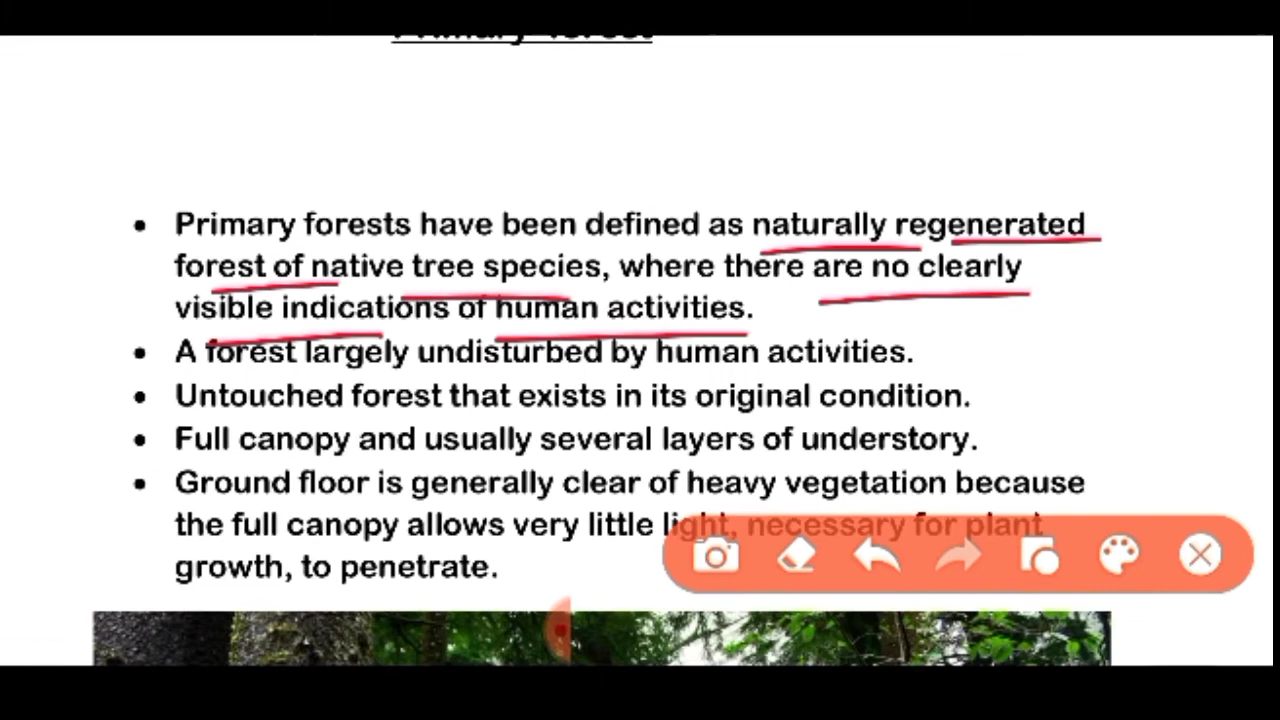 Primary forest
• Primary forests have been defined as naturally regenerated
forest of native tree species, where there are no clearly
visible indications of human activities.
• A forest largely undisturbed by human activities.
• Untouched forest that exists in its original condition.
• Full canopy and usually several layers of understory.
• Ground floor is generally clear of heavy vegetation because
the full canopy allows very little light, necessary for plant
growth, to penetrate.